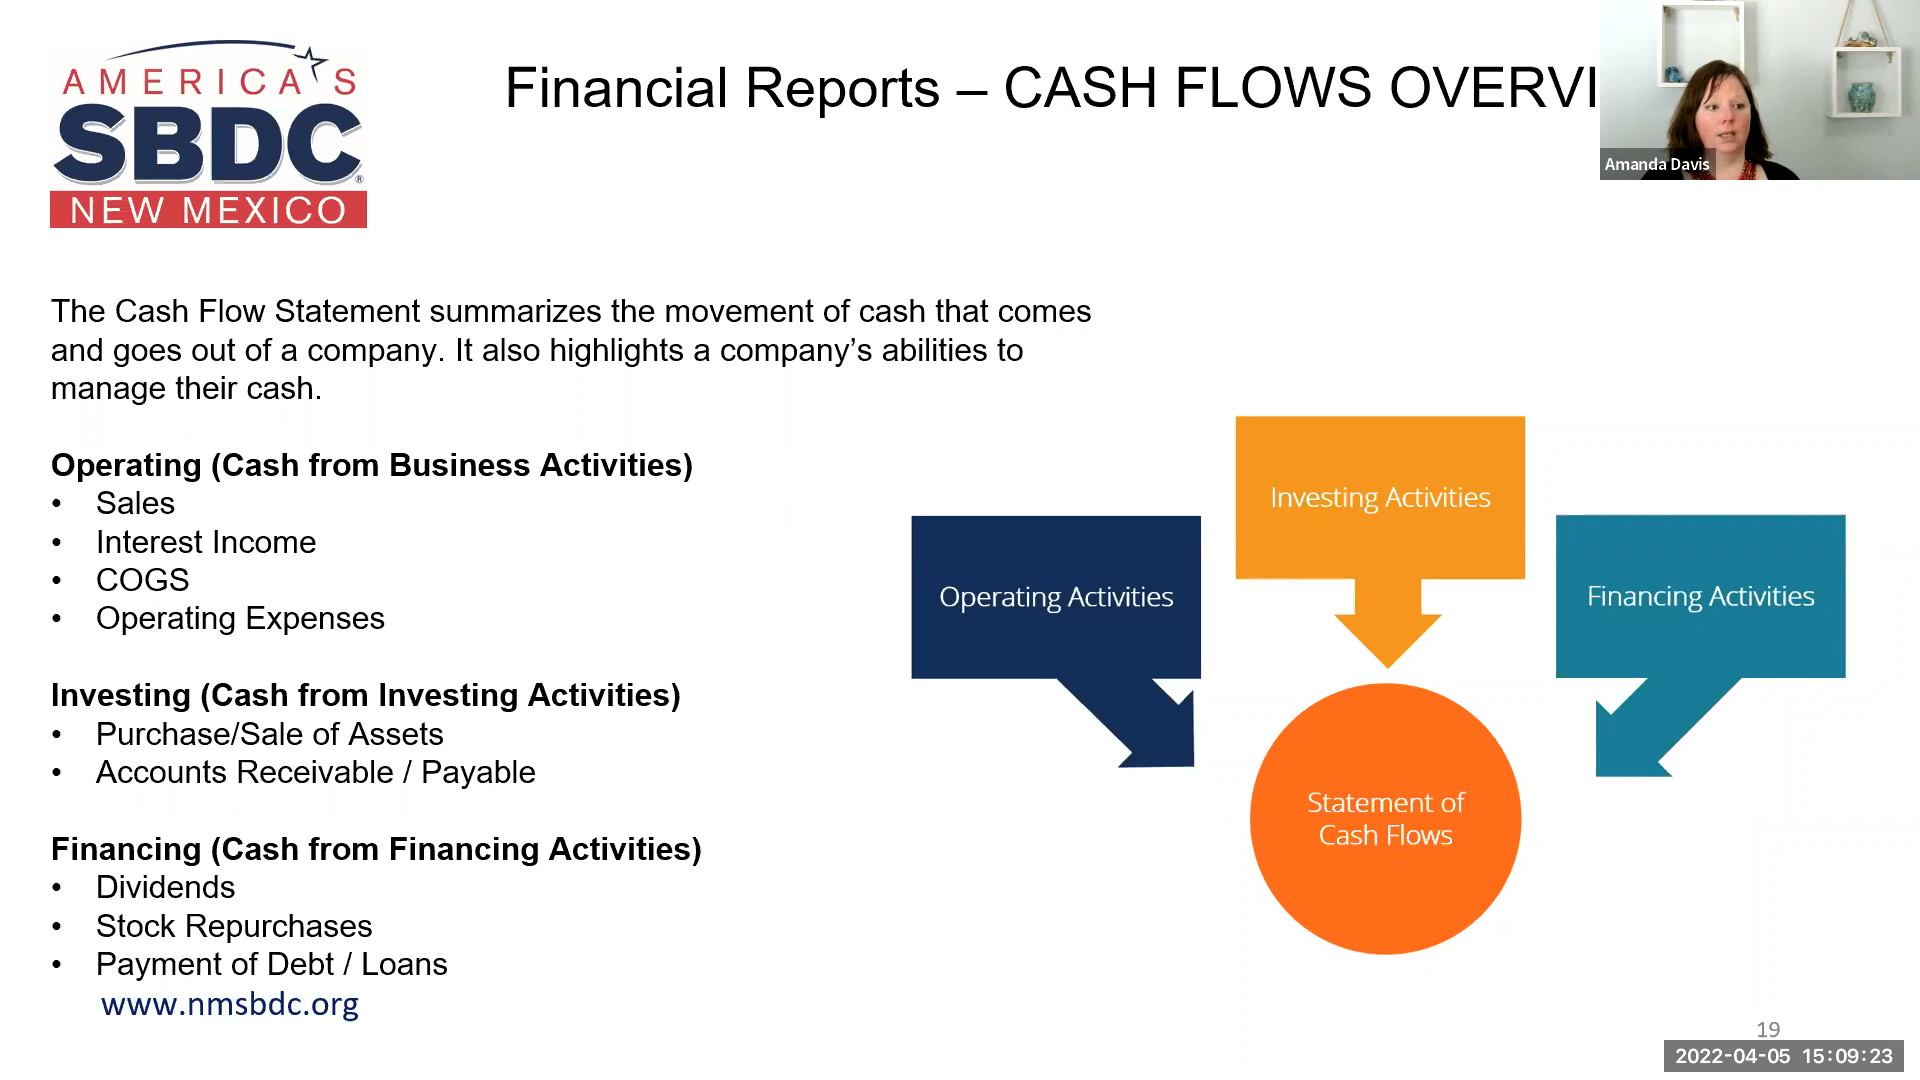 AMERICA'S
SBDC®
NEW MEXICO
Financial Reports – CASH FLOWS OVERVI
Amanda Davis
The Cash Flow Statement summarizes the movement of cash that comes
and goes out of a company. It also highlights a company’s abilities to
manage their cash.
Operating (Cash from Business Activities)
• Sales
• Interest Income
• COGS
• Operating Expenses
Investing (Cash from Investing Activities)
• Purchase/Sale of Assets
• Accounts Receivable / Payable
Financing (Cash from Financing Activities)
• Dividends
• Stock Repurchases
• Payment of Debt / Loans
www.nmsbdc.org
Operating Activities
Investing Activities
Financing Activities
Statement of
Cash Flows
19
2022-04-05 15:09:23